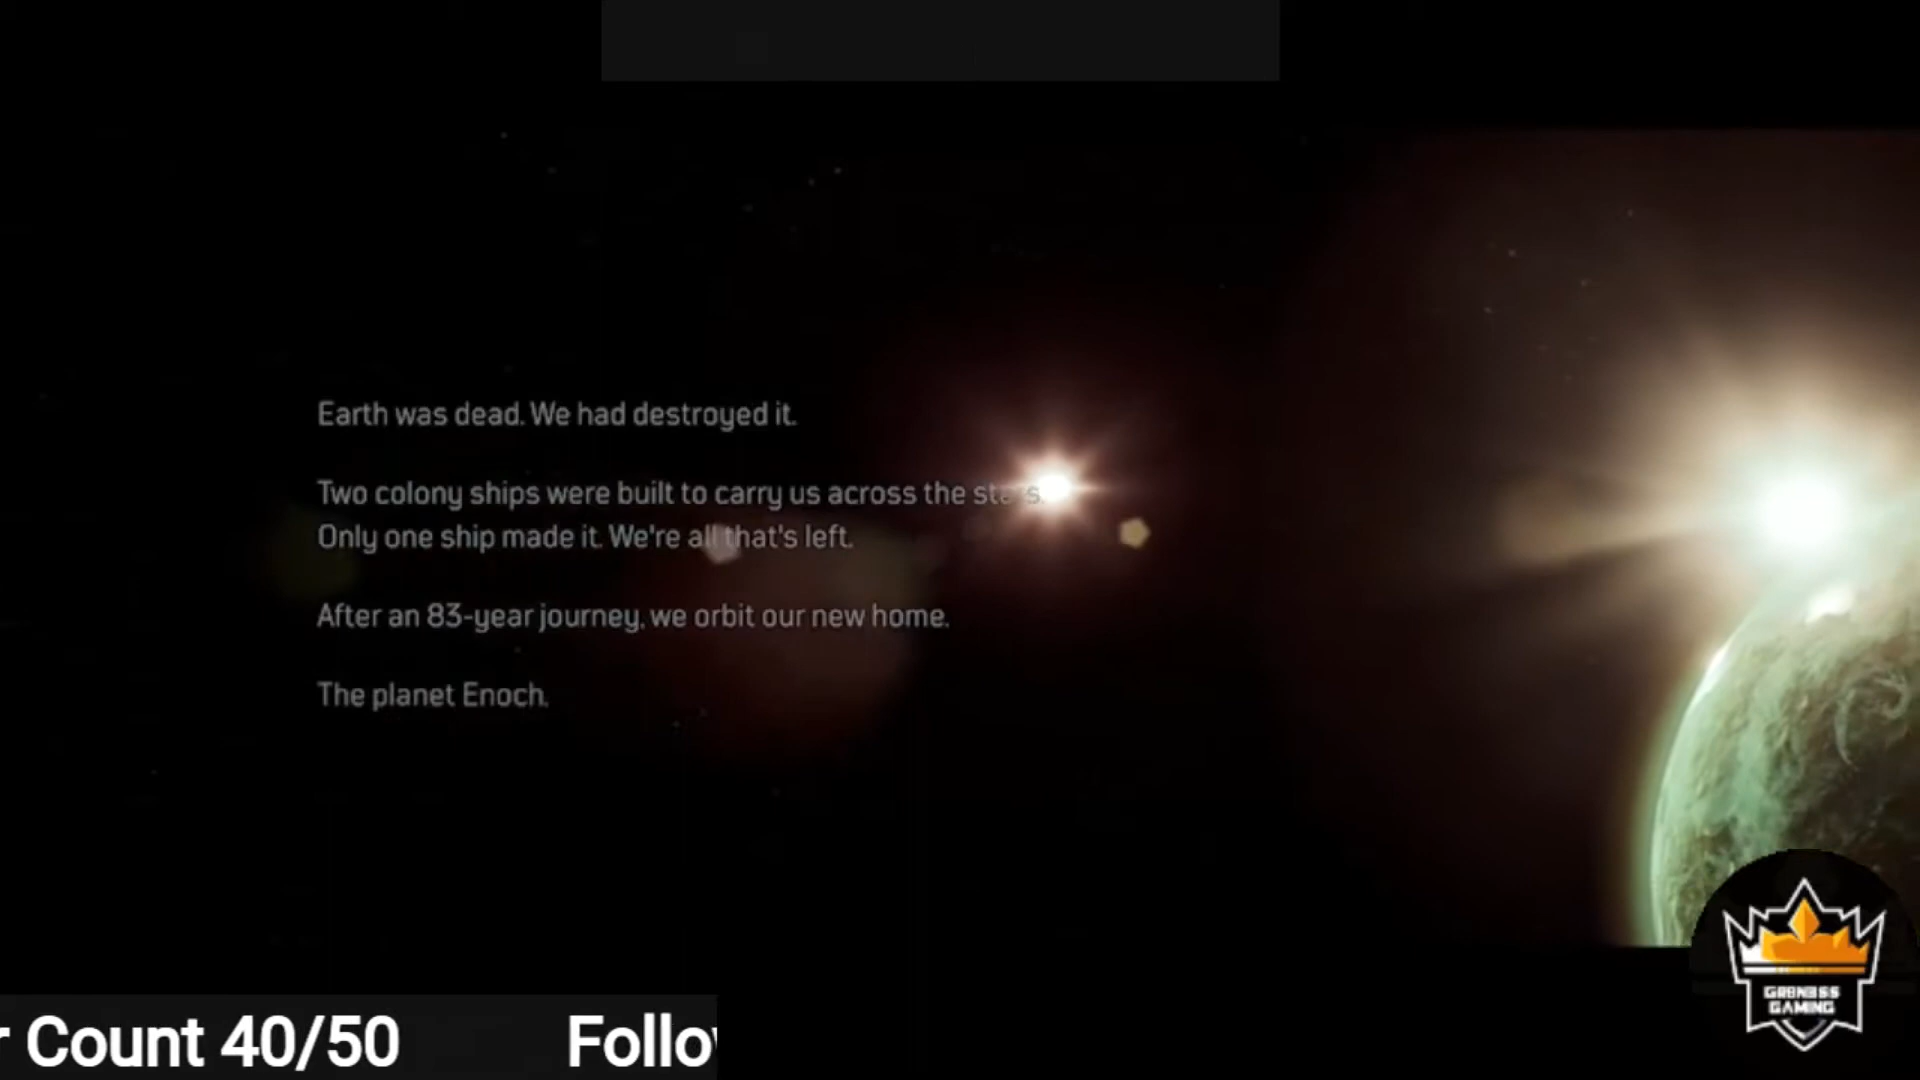 Earth was dead. We had destroyed it.
Two colony ships were built to carry us across the stars.
Only one ship made it. We're all that's left.
After an 83-year journey, we orbit our new home.
The planet Enoch.
r Count 40/50 Follo
GR8N3SS
GAMING